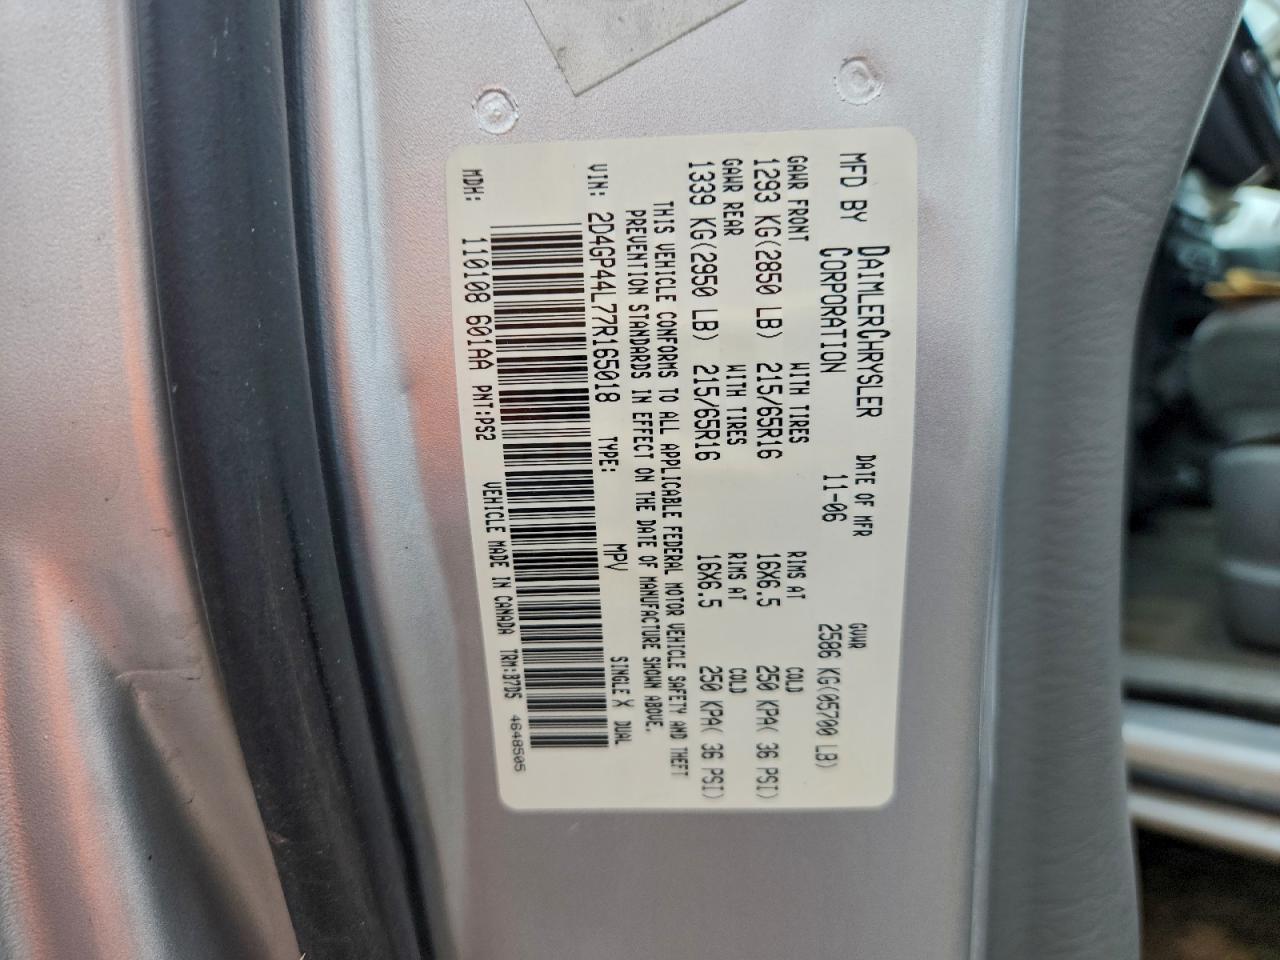 MFD BY DAIMLERCHRYSLER CORPORATION
DATE OF MFR 11-06
GVWR 2586 KG(05700 LB)
GAWR FRONT WITH TIRES RIMS AT COLD
1293 KG(2850 LB) 215/65R16 16X6.5 250 KPA( 36 PSI)
GAWR REAR WITH TIRES RIMS AT COLD
1339 KG(2950 LB) 215/65R16 16X6.5 250 KPA( 36 PSI)
THIS VEHICLE CONFORMS TO ALL APPLICABLE FEDERAL MOTOR VEHICLE SAFETY AND THEFT
PREVENTION STANDARDS IN EFFECT ON THE DATE OF MANUFACTURE SHOWN ABOVE.
VIN: 2D4GP44L77R165018 TYPE: MPV SINGLE X DUAL
MDH: 110108 601AA PNT:PS2 VEHICLE MADE IN CANADA TRM:B7D5 4648505